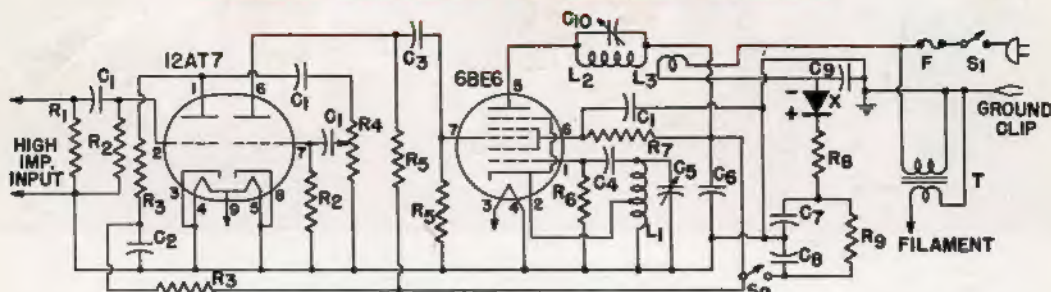 12AT7
6BE6
C10
L2
L3
F
S1
C1
R1
R2
HIGH
IMP.
INPUT
1
6
2
7
3
4
9
5
8
R3
C2
R3
C1
C1
R4
R2
R5
C3
R5
5
7
6
1
3
4
2
C1
R7
R6
C4
C5
L1
C6
C9
-
X
+
R8
C7
C8
R9
GROUND
CLIP
T
FILAMENT